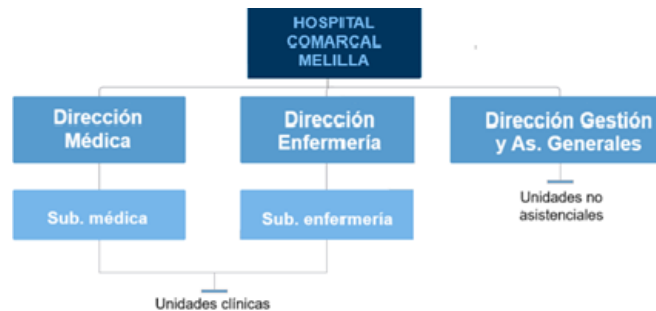 HOSPITAL
COMARCAL
MELILLA
Dirección
Médica
Dirección
Enfermería
Dirección Gestión
y As. Generales
Sub. médica
Sub. enfermería
Unidades no
asistenciales
Unidades clínicas